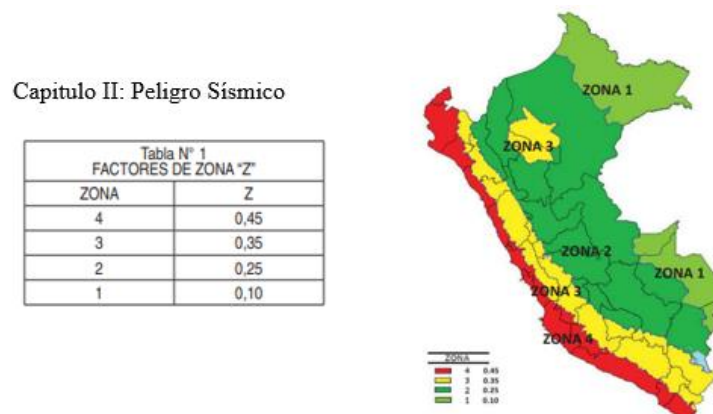 Capitulo II: Peligro Sísmico
Tabla N° 1
FACTORES DE ZONA "Z"
ZONA Z
4 0,45
3 0,35
2 0,25
1 0,10
ZONA 1
ZONA 3
ZONA 2
ZONA 1
ZONA 3
ZONA 4
ZONA
4 0.45
3 0.35
2 0.25
1 0.10